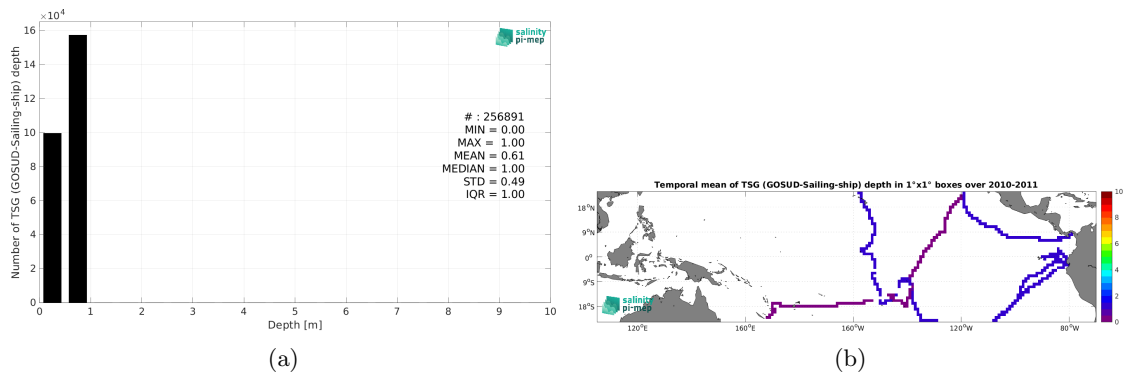 ×10⁴
16
14
12
10
8
6
4
2
0
Number of TSG (GOSUD-Sailing-ship) depth
salinity
pi-mep
# : 256891
MIN = 0.00
MAX = 1.00
MEAN = 0.61
MEDIAN = 1.00
STD = 0.49
IQR = 1.00
0 1 2 3 4 5 6 7 8 9 10
Depth [m]
(a)
Temporal mean of TSG (GOSUD-Sailing-ship) depth in 1°x1° boxes over 2010-2011
18°N
9°N
0°
9°S
18°S
salinity
pi-mep
120°E 160°E 160°W 120°W 80°W
10
8
6
4
2
0
(b)